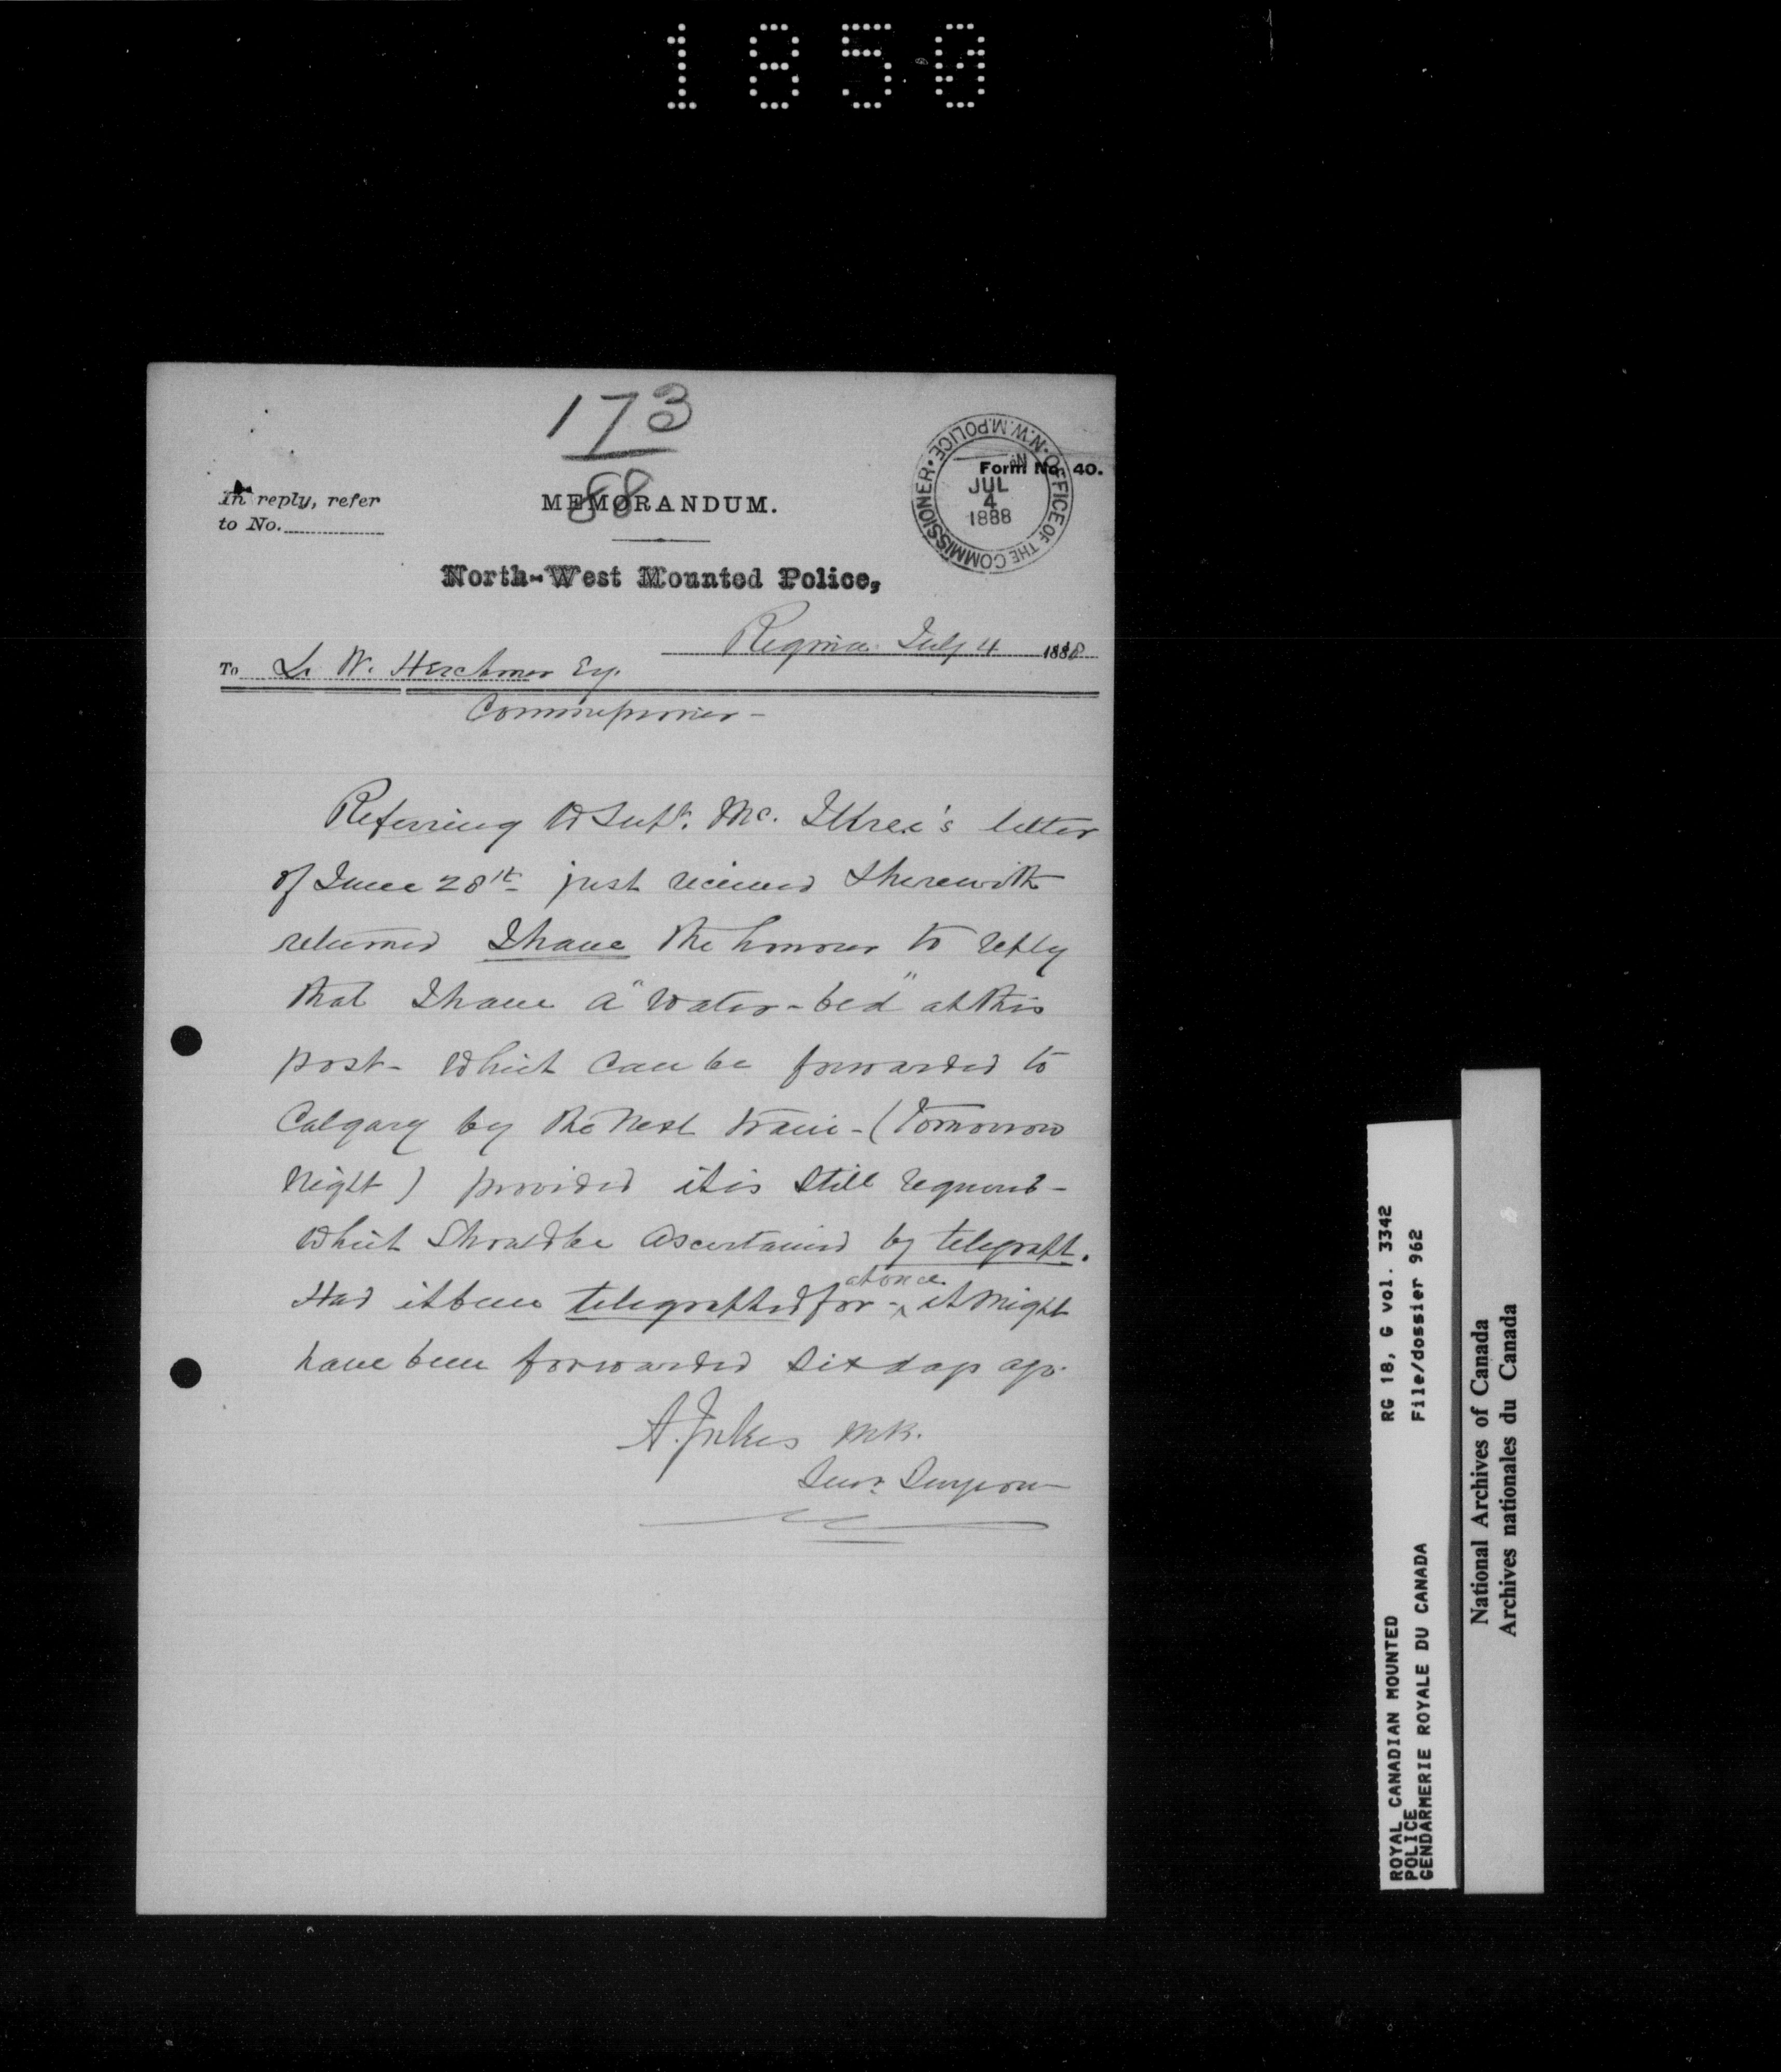 1850
173
88
In reply, refer
to No.
MEMORANDUM.
Form No. 40.
OFFICE OF THE COMMISSIONER • N.W.M. POLICE •
JUL
4
1888
North-West Mounted Police,
Regina July 4 1888
To L. W. Herchmer Esq.
Commissioner -
Referring to Supt. Mc. Illree's letter
of June 28th just received & herewith
returned I have the honour to reply
that I have a "water-bed" at this
post - which can be forwarded to
Calgary by the next train - (tomorrow
night) provided it is still required -
which should be ascertained by telegraph.
Had it been telegraphed for - at once it might
have been forwarded six days ago.
A. Jukes M.D.
Senr. Surgeon
ROYAL CANADIAN MOUNTED RG 18, G vol. 3342
POLICE File/dossier 962
GENDARMERIE ROYALE DU CANADA
National Archives of Canada
Archives nationales du Canada